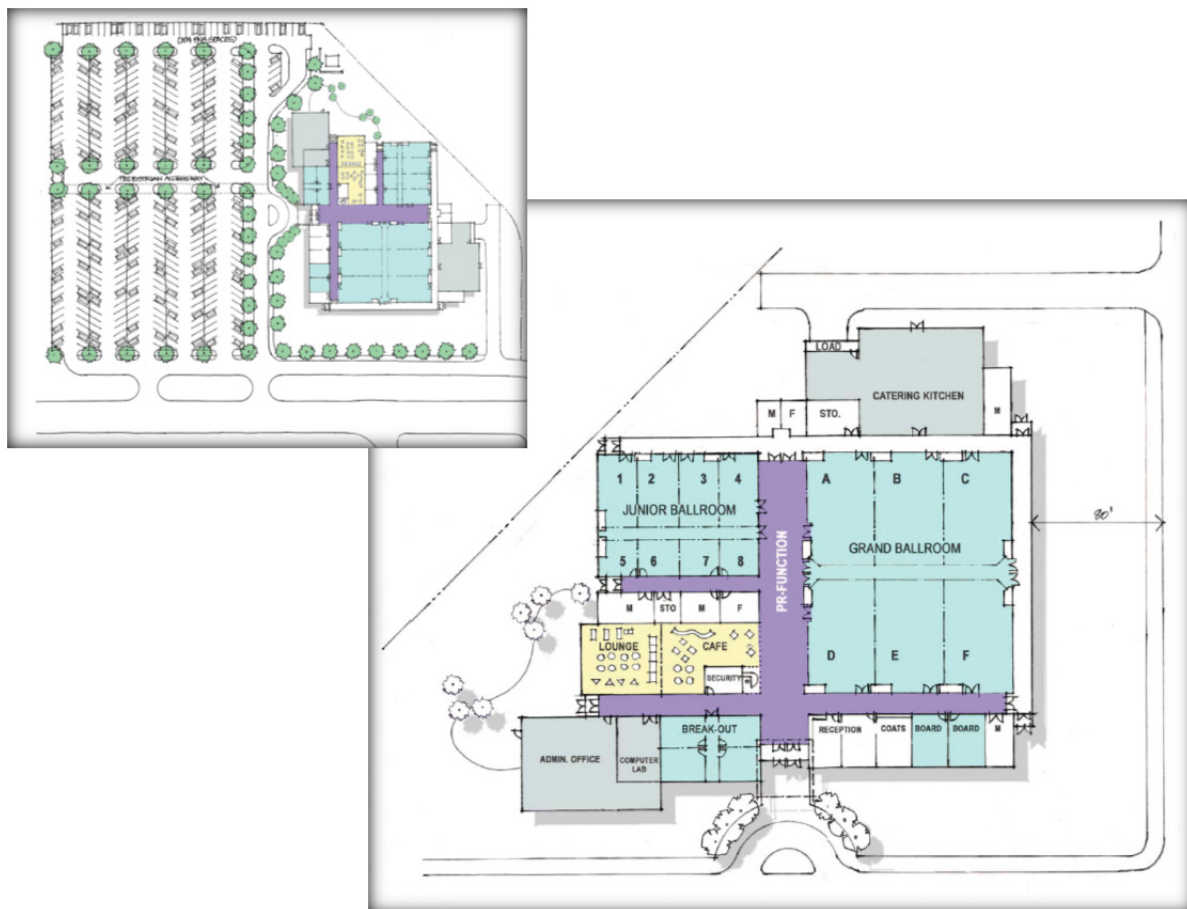 PEDESTRIAN ACCESSWAY
LOAD
CATERING KITCHEN
M
F
STO.
M
1
2
3
4
A
B
C
JUNIOR BALLROOM
80'
GRAND BALLROOM
PR-FUNCTION
5
6
7
8
M
STO
M
F
LOUNGE
CAFE
D
E
F
SECURITY
BREAK-OUT
RECEPTION
COATS
BOARD
BOARD
M
ADMIN. OFFICE
COMPUTER
LAB